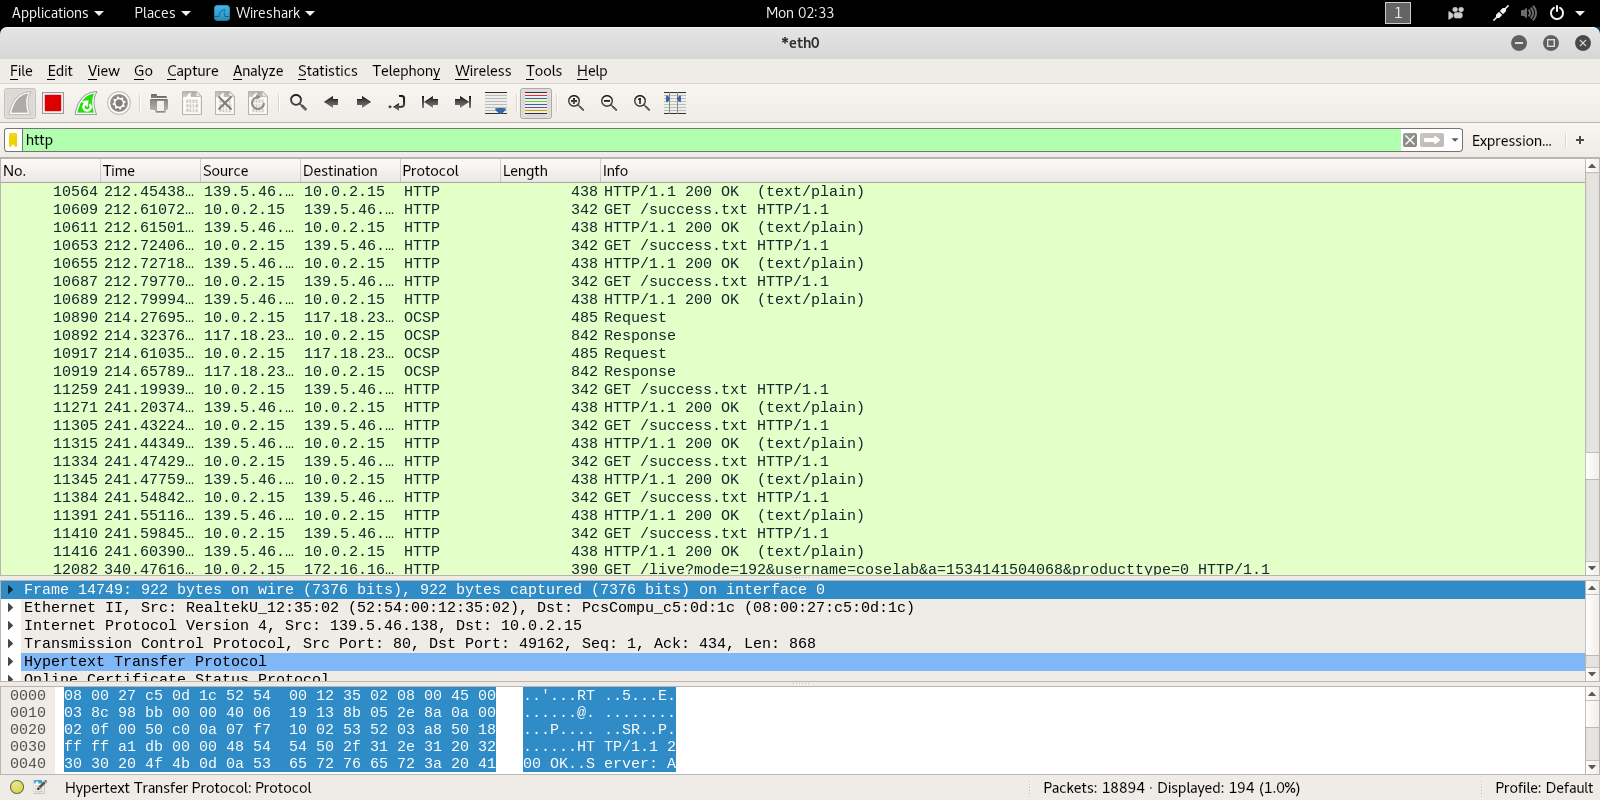 Applications Places Wireshark Mon 02:33 1
*eth0
File Edit View Go Capture Analyze Statistics Telephony Wireless Tools Help
http Expression... +
No. Time Source Destination Protocol Length Info
10564 212.45438… 139.5.46.… 10.0.2.15 HTTP 438 HTTP/1.1 200 OK (text/plain)
10609 212.61072… 10.0.2.15 139.5.46.… HTTP 342 GET /success.txt HTTP/1.1
10611 212.61501… 139.5.46.… 10.0.2.15 HTTP 438 HTTP/1.1 200 OK (text/plain)
10653 212.72406… 10.0.2.15 139.5.46.… HTTP 342 GET /success.txt HTTP/1.1
10655 212.72718… 139.5.46.… 10.0.2.15 HTTP 438 HTTP/1.1 200 OK (text/plain)
10687 212.79770… 10.0.2.15 139.5.46.… HTTP 342 GET /success.txt HTTP/1.1
10689 212.79994… 139.5.46.… 10.0.2.15 HTTP 438 HTTP/1.1 200 OK (text/plain)
10890 214.27695… 10.0.2.15 117.18.23… OCSP 485 Request
10892 214.32376… 117.18.23… 10.0.2.15 OCSP 842 Response
10917 214.61035… 10.0.2.15 117.18.23… OCSP 485 Request
10919 214.65789… 117.18.23… 10.0.2.15 OCSP 842 Response
11259 241.19939… 10.0.2.15 139.5.46.… HTTP 342 GET /success.txt HTTP/1.1
11271 241.20374… 139.5.46.… 10.0.2.15 HTTP 438 HTTP/1.1 200 OK (text/plain)
11305 241.43224… 10.0.2.15 139.5.46.… HTTP 342 GET /success.txt HTTP/1.1
11315 241.44349… 139.5.46.… 10.0.2.15 HTTP 438 HTTP/1.1 200 OK (text/plain)
11334 241.47429… 10.0.2.15 139.5.46.… HTTP 342 GET /success.txt HTTP/1.1
11345 241.47759… 139.5.46.… 10.0.2.15 HTTP 438 HTTP/1.1 200 OK (text/plain)
11384 241.54842… 10.0.2.15 139.5.46.… HTTP 342 GET /success.txt HTTP/1.1
11391 241.55116… 139.5.46.… 10.0.2.15 HTTP 438 HTTP/1.1 200 OK (text/plain)
11410 241.59845… 10.0.2.15 139.5.46.… HTTP 342 GET /success.txt HTTP/1.1
11416 241.60390… 139.5.46.… 10.0.2.15 HTTP 438 HTTP/1.1 200 OK (text/plain)
12082 340.47616… 10.0.2.15 172.16.16… HTTP 390 GET /live?mode=192&username=coselab&a=1534141504068&producttype=0 HTTP/1.1
Frame 14749: 922 bytes on wire (7376 bits), 922 bytes captured (7376 bits) on interface 0
Ethernet II, Src: RealtekU_12:35:02 (52:54:00:12:35:02), Dst: PcsCompu_c5:0d:1c (08:00:27:c5:0d:1c)
Internet Protocol Version 4, Src: 139.5.46.138, Dst: 10.0.2.15
Transmission Control Protocol, Src Port: 80, Dst Port: 49162, Seq: 1, Ack: 434, Len: 868
Hypertext Transfer Protocol
Online Certificate Status Protocol
0000 08 00 27 c5 0d 1c 52 54 00 12 35 02 08 00 45 00 ..'...RT ..5...E.
0010 03 8c 98 bb 00 00 40 06 19 13 8b 05 2e 8a 0a 00 ......@. ........
0020 02 0f 00 50 c0 0a 07 f7 10 02 53 52 03 a8 50 18 ...P.... ..SR..P.
0030 ff ff a1 db 00 00 48 54 54 50 2f 31 2e 31 20 32 ......HT TP/1.1 2
0040 30 30 20 4f 4b 0d 0a 53 65 72 76 65 72 3a 20 41 00 OK..S erver: A
Hypertext Transfer Protocol: Protocol Packets: 18894 · Displayed: 194 (1.0%) Profile: Default